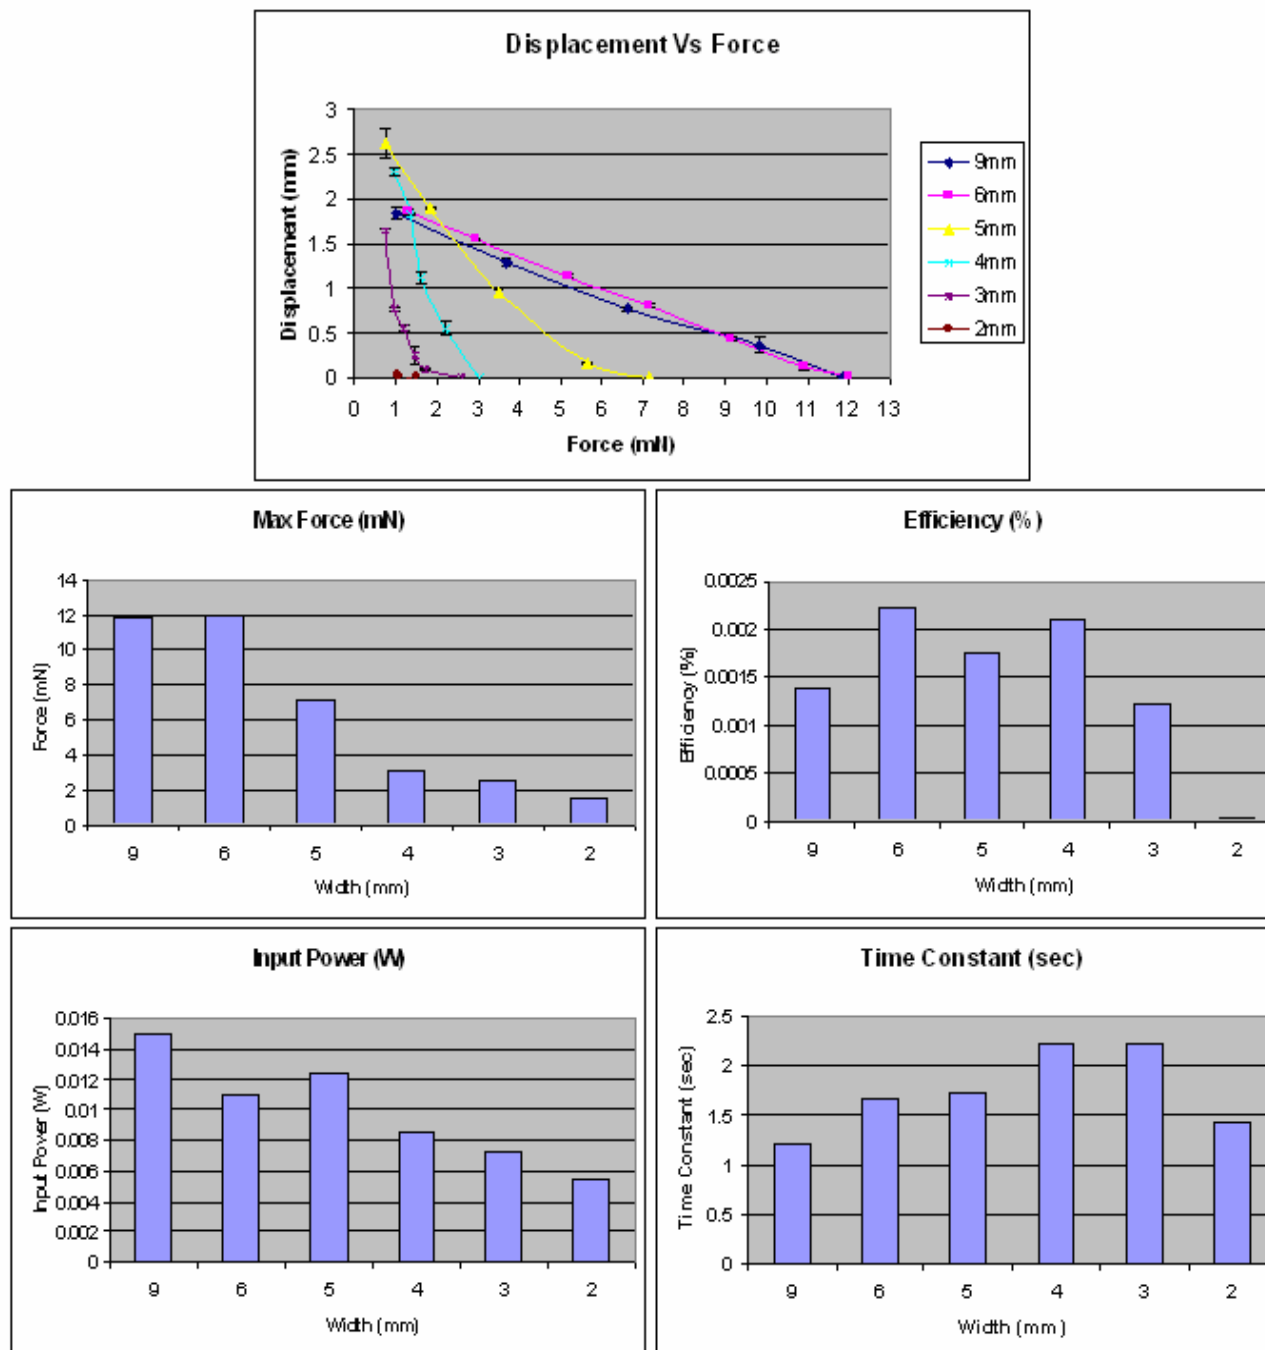 Displacement Vs Force
Displacement (mm)
3
2.5
2
1.5
1
0.5
0
0 1 2 3 4 5 6 7 8 9 10 11 12 13
Force (mN)
9mm
6mm
5mm
4mm
3mm
2mm
Max Force (mN)
Force (mN)
14
12
10
8
6
4
2
0
9 6 5 4 3 2
Width (mm)
Efficiency (%)
Efficiency (%)
0.0025
0.002
0.0015
0.001
0.0005
0
9 6 5 4 3 2
Width (mm)
Input Power (W)
Input Power (W)
0.016
0.014
0.012
0.01
0.008
0.006
0.004
0.002
0
9 6 5 4 3 2
Width (mm)
Time Constant (sec)
Time Constant (sec)
2.5
2
1.5
1
0.5
0
9 6 5 4 3 2
Width (mm)